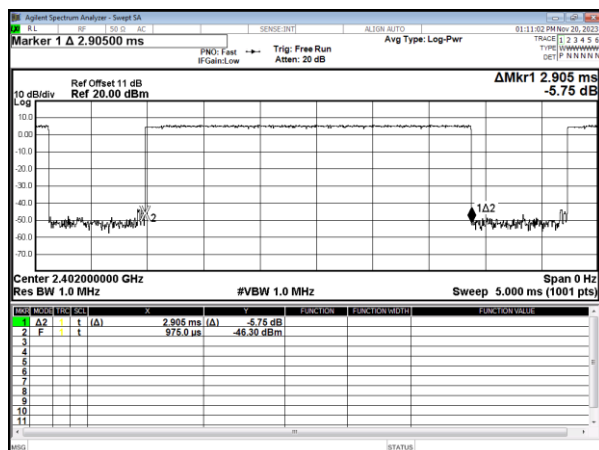 Agilent Spectrum Analyzer - Swept SA
RL RF 50 Ω AC SENSE:INT ALIGN AUTO 01:11:02 PM Nov 20, 2023
Marker 1 Δ 2.90500 ms
PNO: Fast
IFGain:Low
Trig: Free Run
Atten: 20 dB
Avg Type: Log-Pwr
TRACE 1 2 3 4 5 6
TYPE WWWWWW
DET P N N N N N
ΔMkr1 2.905 ms
-5.75 dB
Ref Offset 11 dB
10 dB/div Ref 20.00 dBm
Log
10.0
0.00
-10.0
-20.0
-30.0
-40.0
-50.0
-60.0
-70.0
1Δ2
2
Center 2.402000000 GHz Span 0 Hz
Res BW 1.0 MHz #VBW 1.0 MHz Sweep 5.000 ms (1001 pts)
MKR MODE TRC SCL X Y FUNCTION FUNCTION WIDTH FUNCTION VALUE
1 Δ2 1 t (Δ) 2.905 ms (Δ) -5.75 dB
2 F 1 t 975.0 µs -46.30 dBm
3
4
5
6
7
8
9
10
11
MSG STATUS